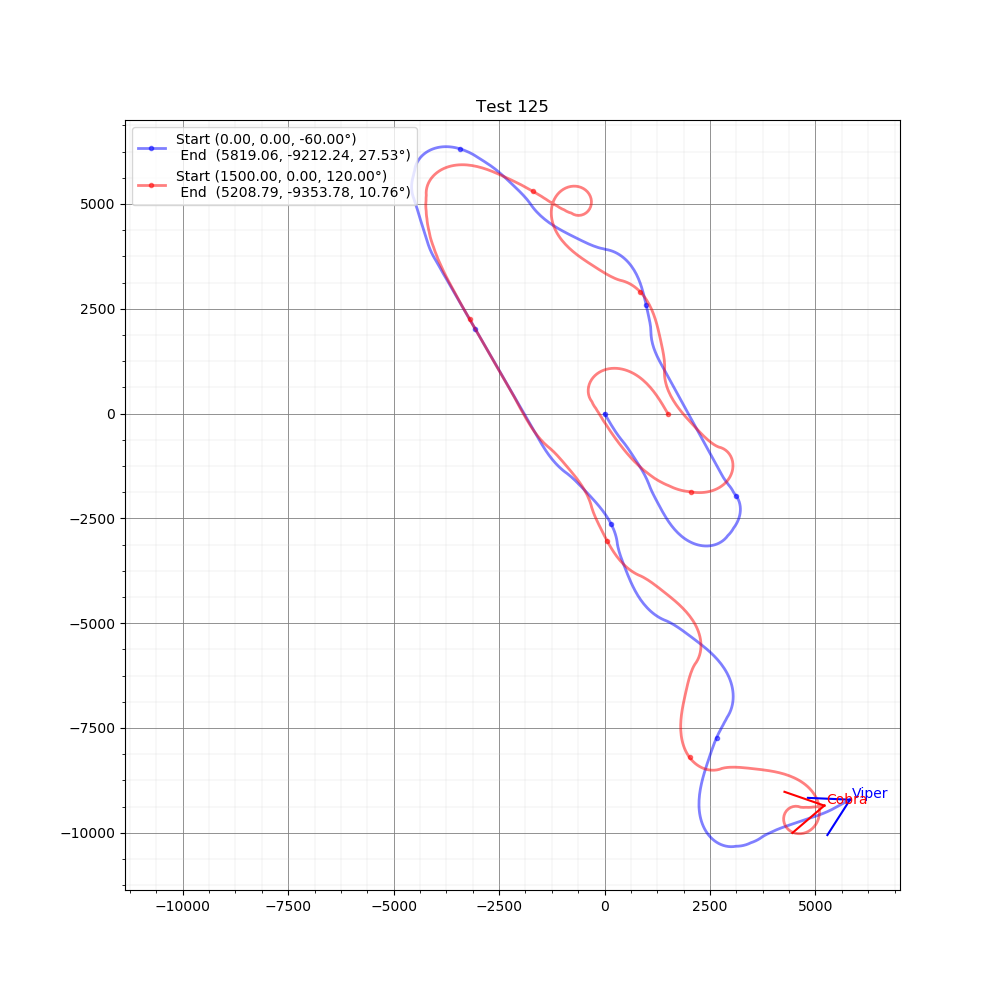 Test 125
Start (0.00, 0.00, -60.00°)
End (5819.06, -9212.24, 27.53°)
Start (1500.00, 0.00, 120.00°)
End (5208.79, -9353.78, 10.76°)
5000
2500
0
−2500
−5000
−7500
−10000
Viper
Cobra
−10000
−7500
−5000
−2500
0
2500
5000